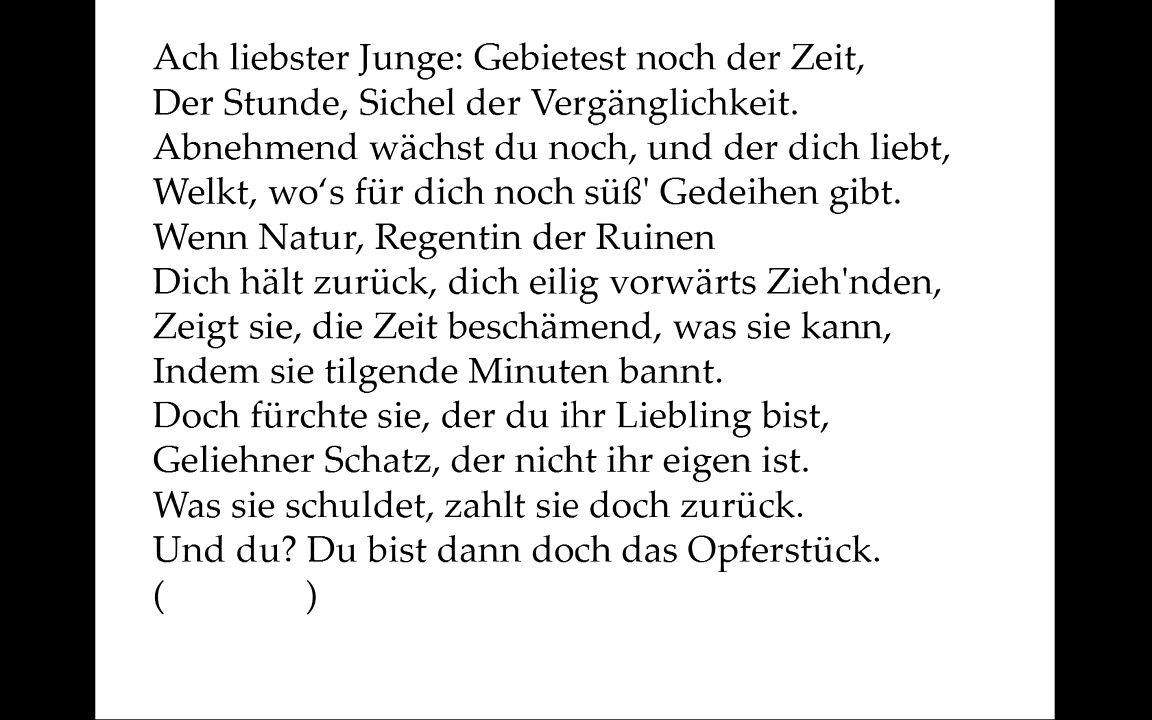 Ach liebster Junge: Gebietest noch der Zeit,
Der Stunde, Sichel der Vergänglichkeit.
Abnehmend wächst du noch, und der dich liebt,
Welkt, wo‘s für dich noch süß' Gedeihen gibt.
Wenn Natur, Regentin der Ruinen
Dich hält zurück, dich eilig vorwärts Zieh'nden,
Zeigt sie, die Zeit beschämend, was sie kann,
Indem sie tilgende Minuten bannt.
Doch fürchte sie, der du ihr Liebling bist,
Geliehner Schatz, der nicht ihr eigen ist.
Was sie schuldet, zahlt sie doch zurück.
Und du? Du bist dann doch das Opferstück.
(            )